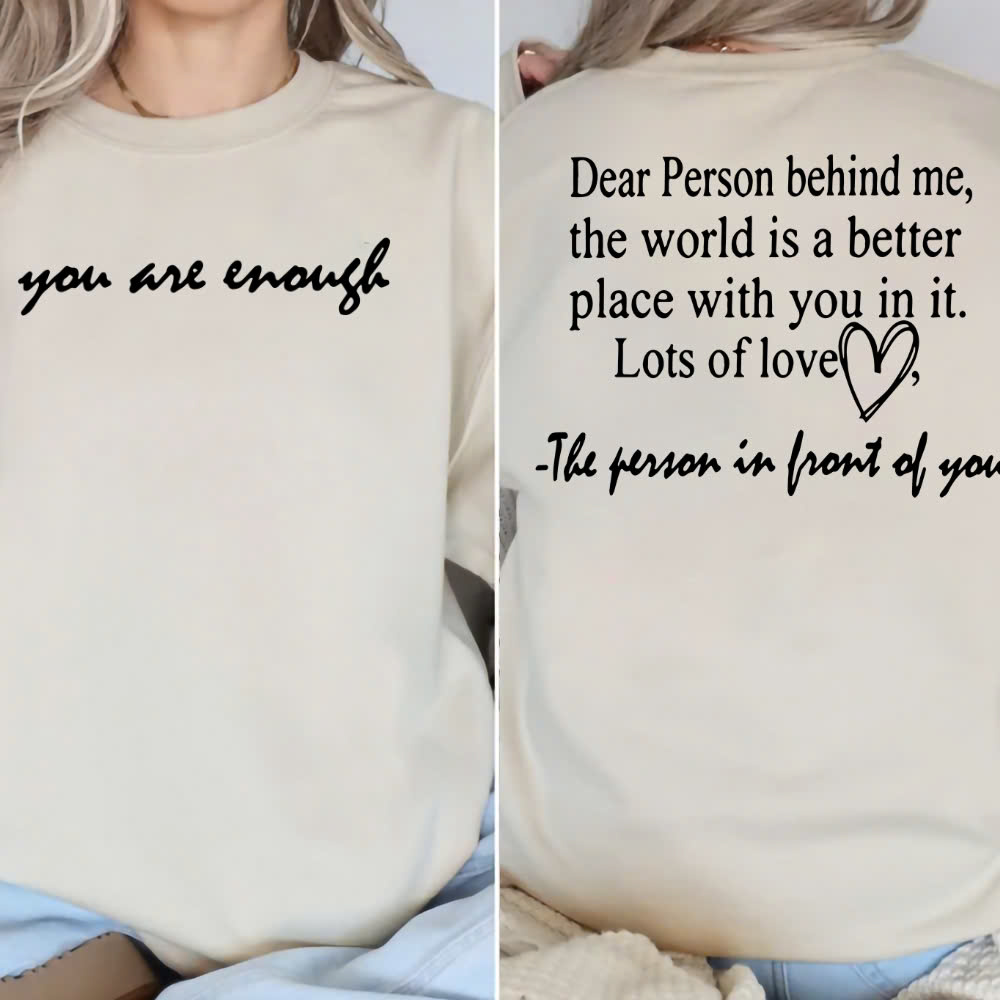 you are enough
Dear Person behind me,
the world is a better
place with you in it.
Lots of love,
-The person in front of you